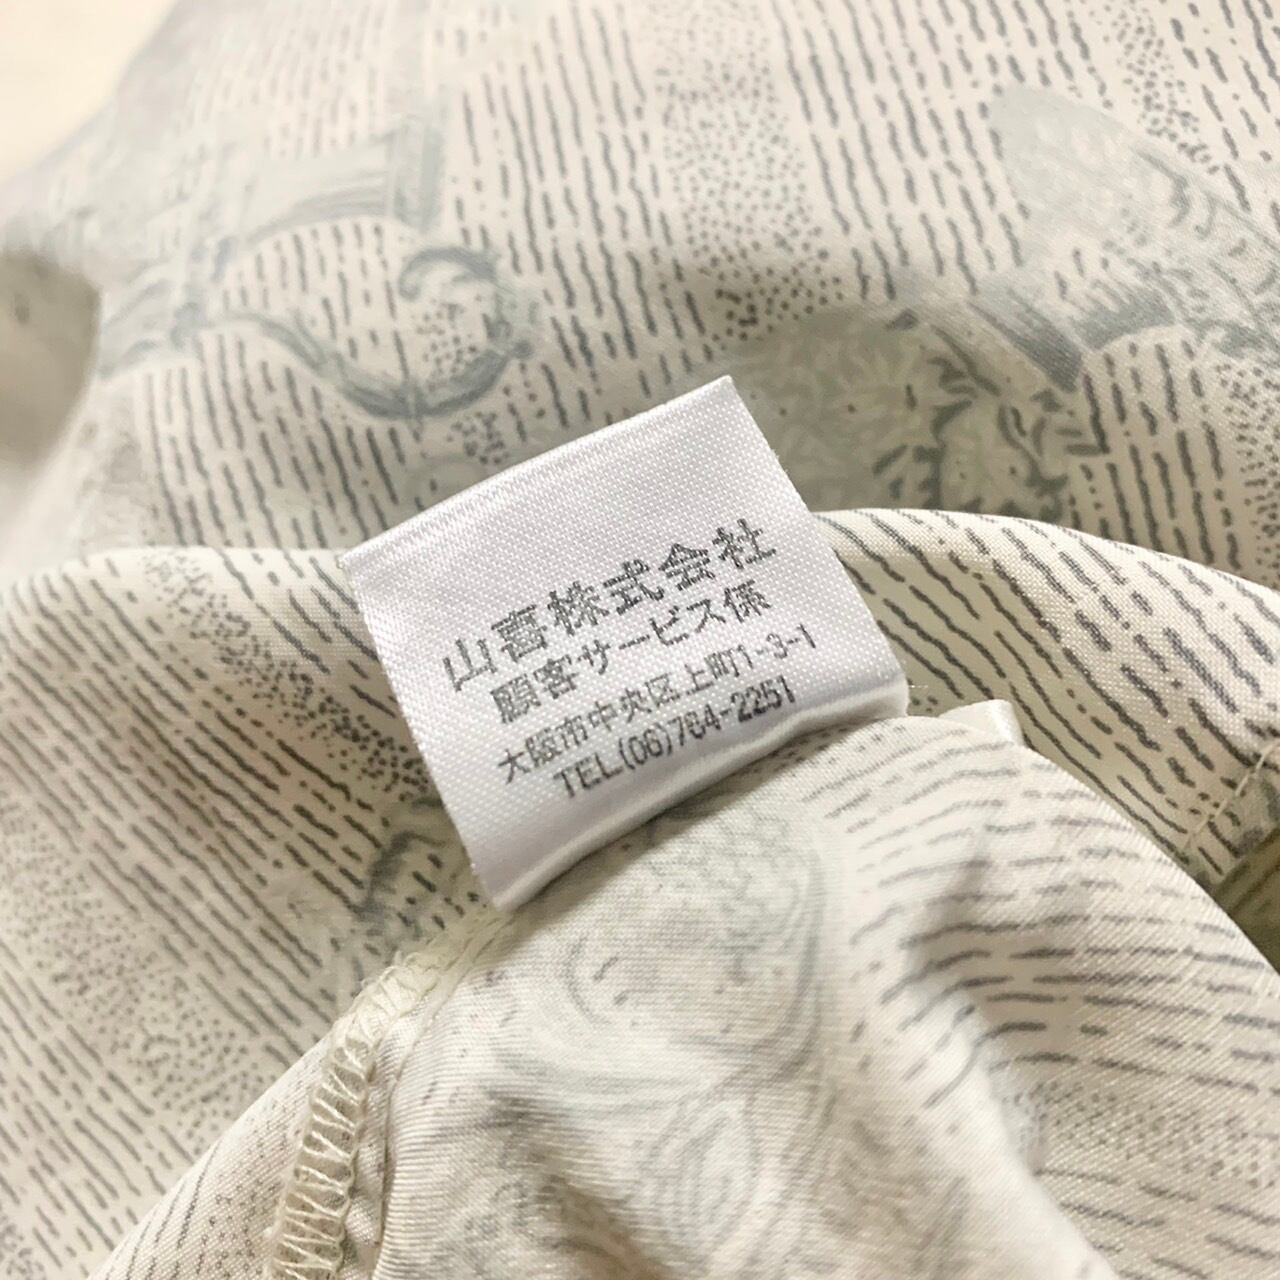 山喜株式会社
顧客サービス係
大阪市中央区上町1-3-1
TEL(06)764-2251